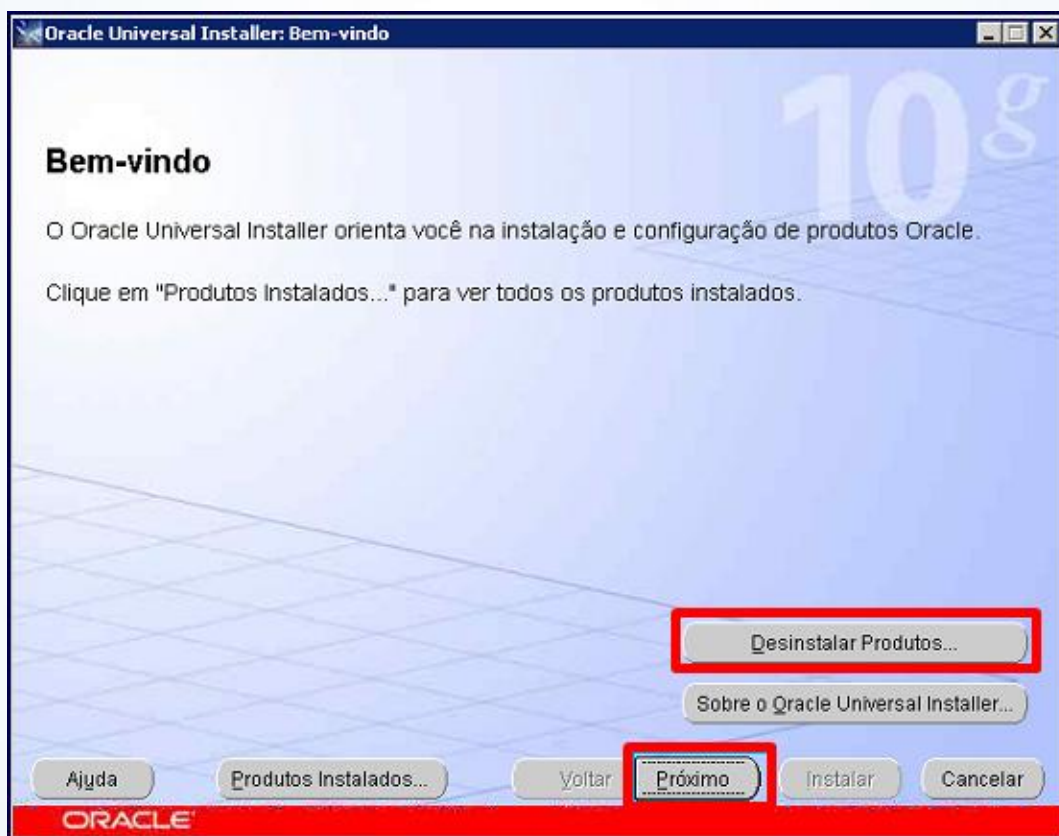 Oracle Universal Installer: Bem-vindo
10g
Bem-vindo
O Oracle Universal Installer orienta você na instalação e configuração de produtos Oracle.
Clique em "Produtos Instalados..." para ver todos os produtos instalados.
Desinstalar Produtos...
Sobre o Oracle Universal Installer...
Ajuda Produtos Instalados... Voltar Próximo Instalar Cancelar
ORACLE